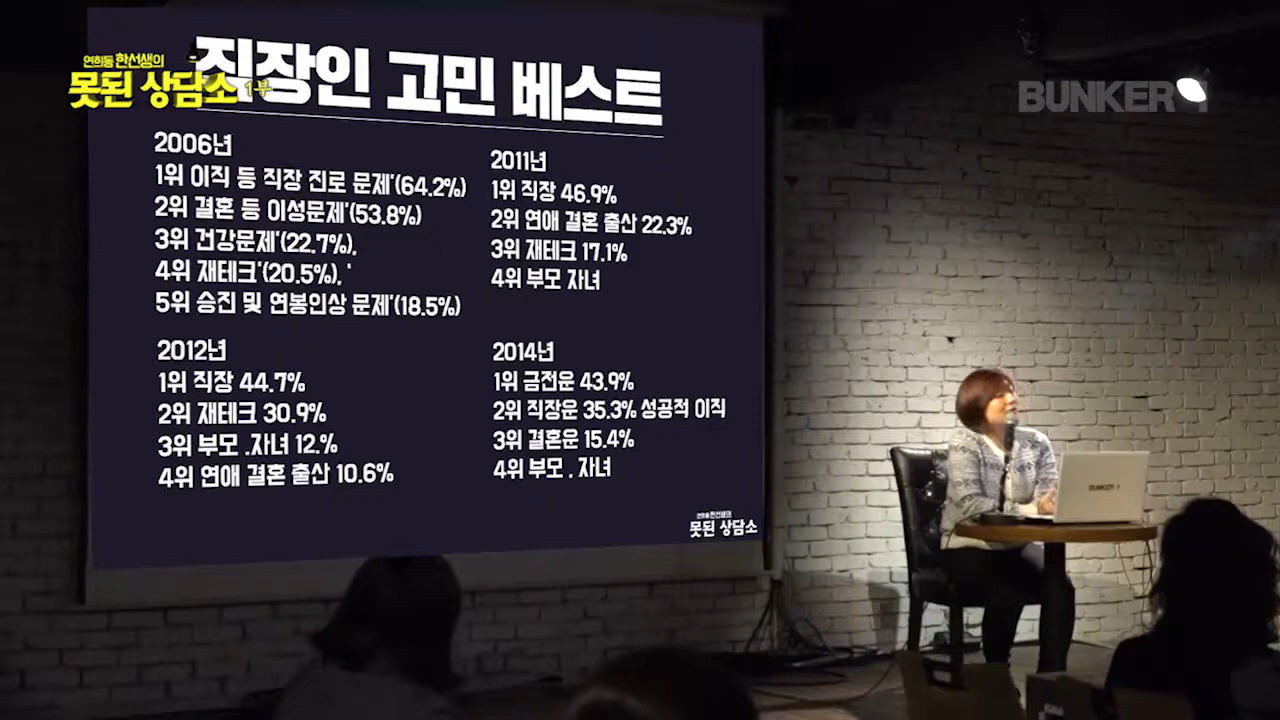 연희동 한선생의
못된 상담소 1부
직장인 고민 베스트
BUNKER 1
2006년
1위 이직 등 직장 진로 문제'(64.2%)
2위 결혼 등 이성문제'(53.8%)
3위 건강문제'(22.7%),
4위 재테크'(20.5%), '
5위 승진 및 연봉인상 문제'(18.5%)
2011년
1위 직장 46.9%
2위 연애 결혼 출산 22.3%
3위 재테크 17.1%
4위 부모 자녀
2012년
1위 직장 44.7%
2위 재테크 30.9%
3위 부모 .자녀 12.%
4위 연애 결혼 출산 10.6%
2014년
1위 금전운 43.9%
2위 직장운 35.3% 성공적 이직
3위 결혼운 15.4%
4위 부모 . 자녀
연희동 한선생의
못된 상담소
BUNKER 1